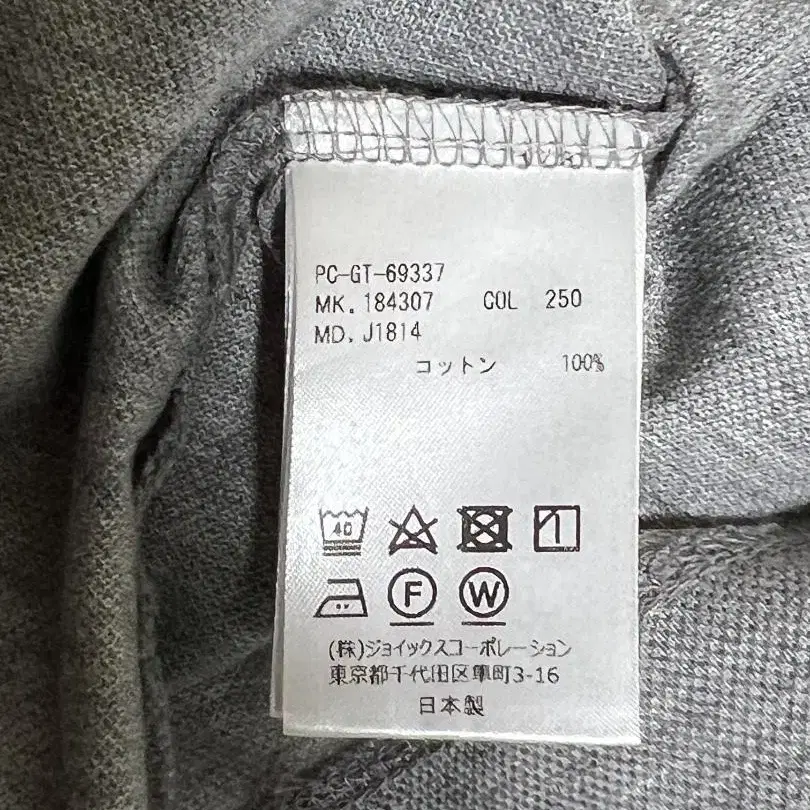 PC-GT-69337
MK. 184307 COL 250
MD. J1814
コットン 100%
40
F W
(株)ジョイックスコーポレーション
東京都千代田区隼町3-16
日本製